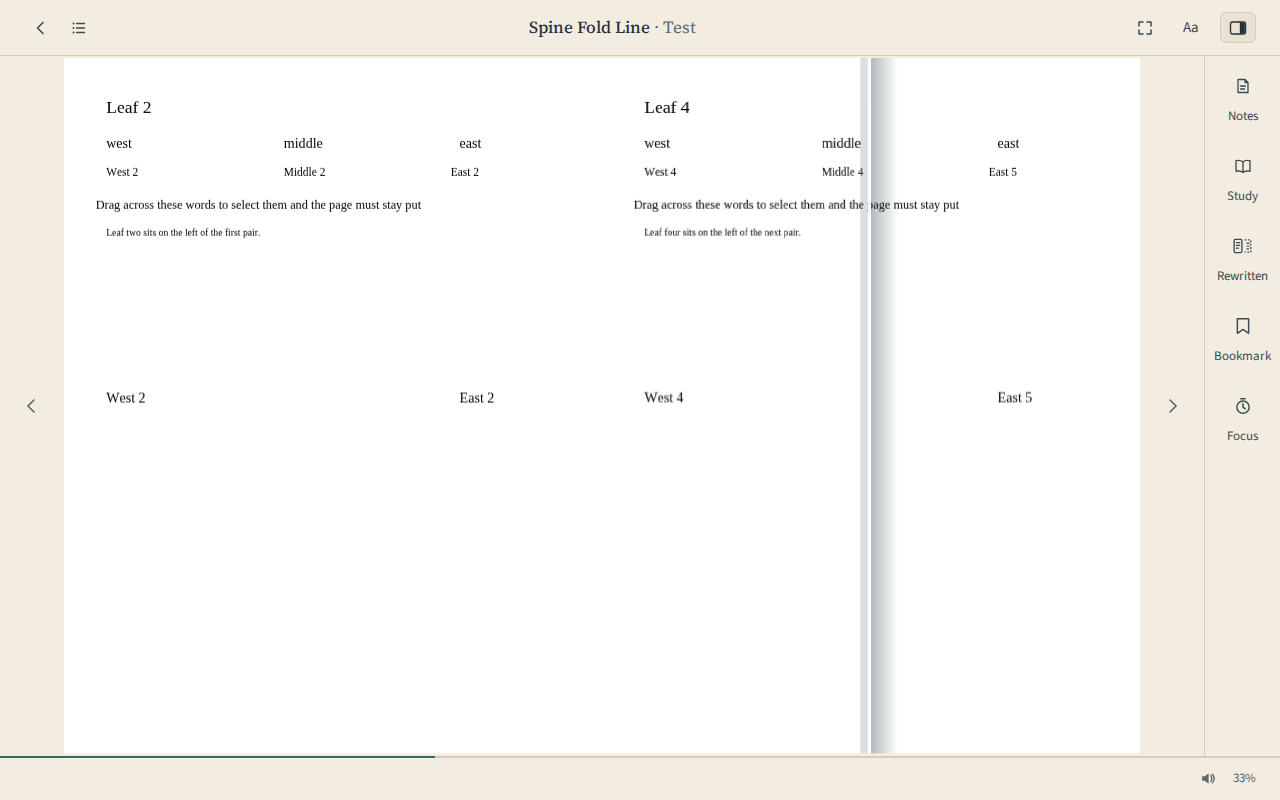 Spine Fold Line · Test
Aa
Leaf 2
west middle east
West 2 Middle 2 East 2
Drag across these words to select them and the page must stay put
Leaf two sits on the left of the first pair.
West 2 East 2
Leaf 4
west middle east
West 4 Middle 4 East 5
Drag across these words to select them and the page must stay put
Leaf four sits on the left of the next pair.
West 4 East 5
Notes
Study
Rewritten
Bookmark
Focus
33%